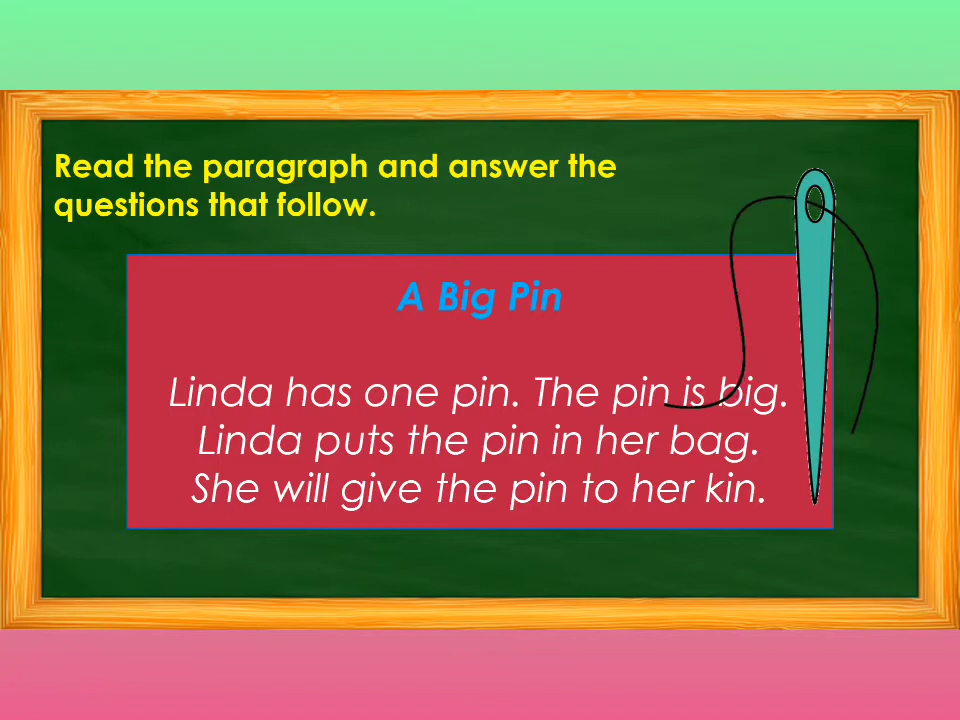 Read the paragraph and answer the
questions that follow.
A Big Pin
Linda has one pin. The pin is big.
Linda puts the pin in her bag.
She will give the pin to her kin.